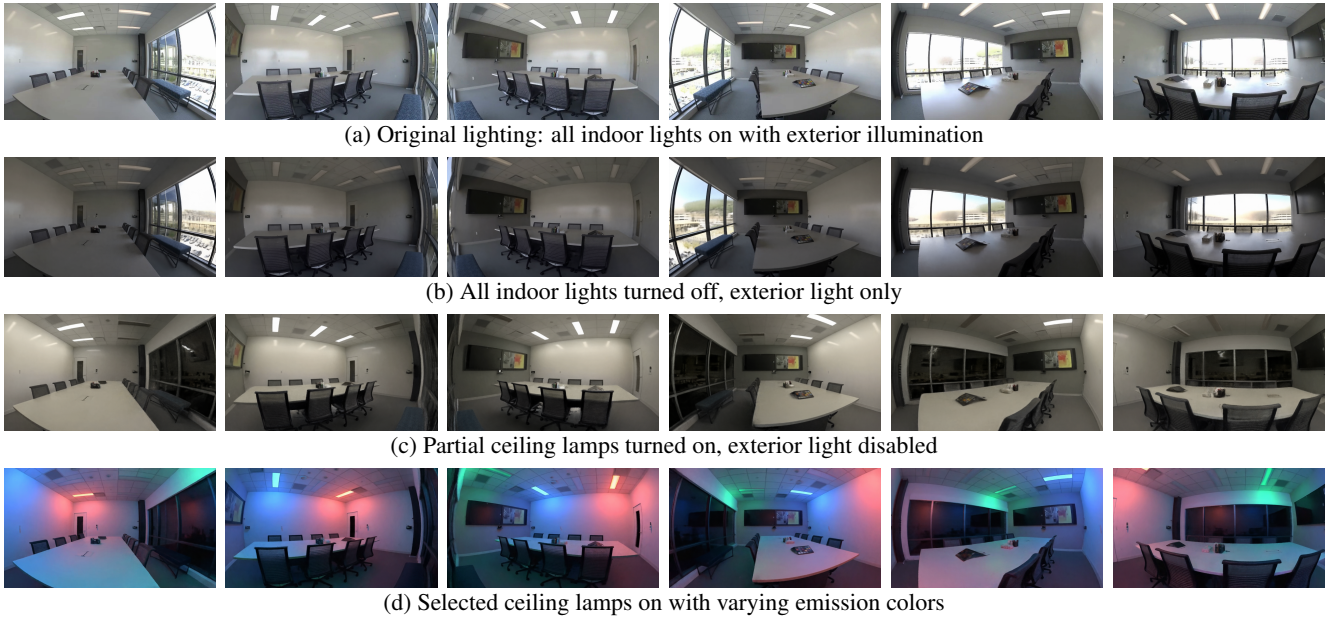 (a) Original lighting: all indoor lights on with exterior illumination
(b) All indoor lights turned off, exterior light only
(c) Partial ceiling lamps turned on, exterior light disabled
(d) Selected ceiling lamps on with varying emission colors